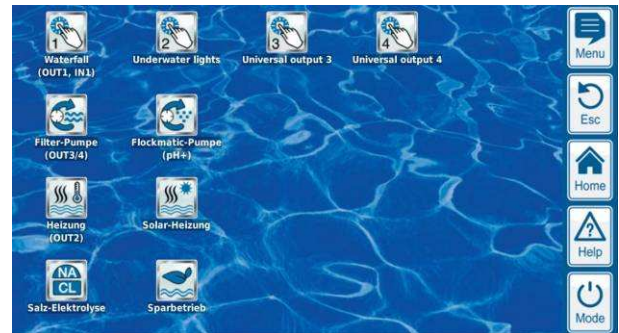 1
Waterfall
(OUT1, IN1)
2
Underwater lights
3
Universal output 3
4
Universal output 4
Filter-Pumpe
(OUT3/4)
Flockmatic-Pumpe
(pH+)
Heizung
(OUT2)
Solar-Heizung
NA
CL
Salz-Elektrolyse
Sparbetrieb
Menu
Esc
Home
?
Help
Mode